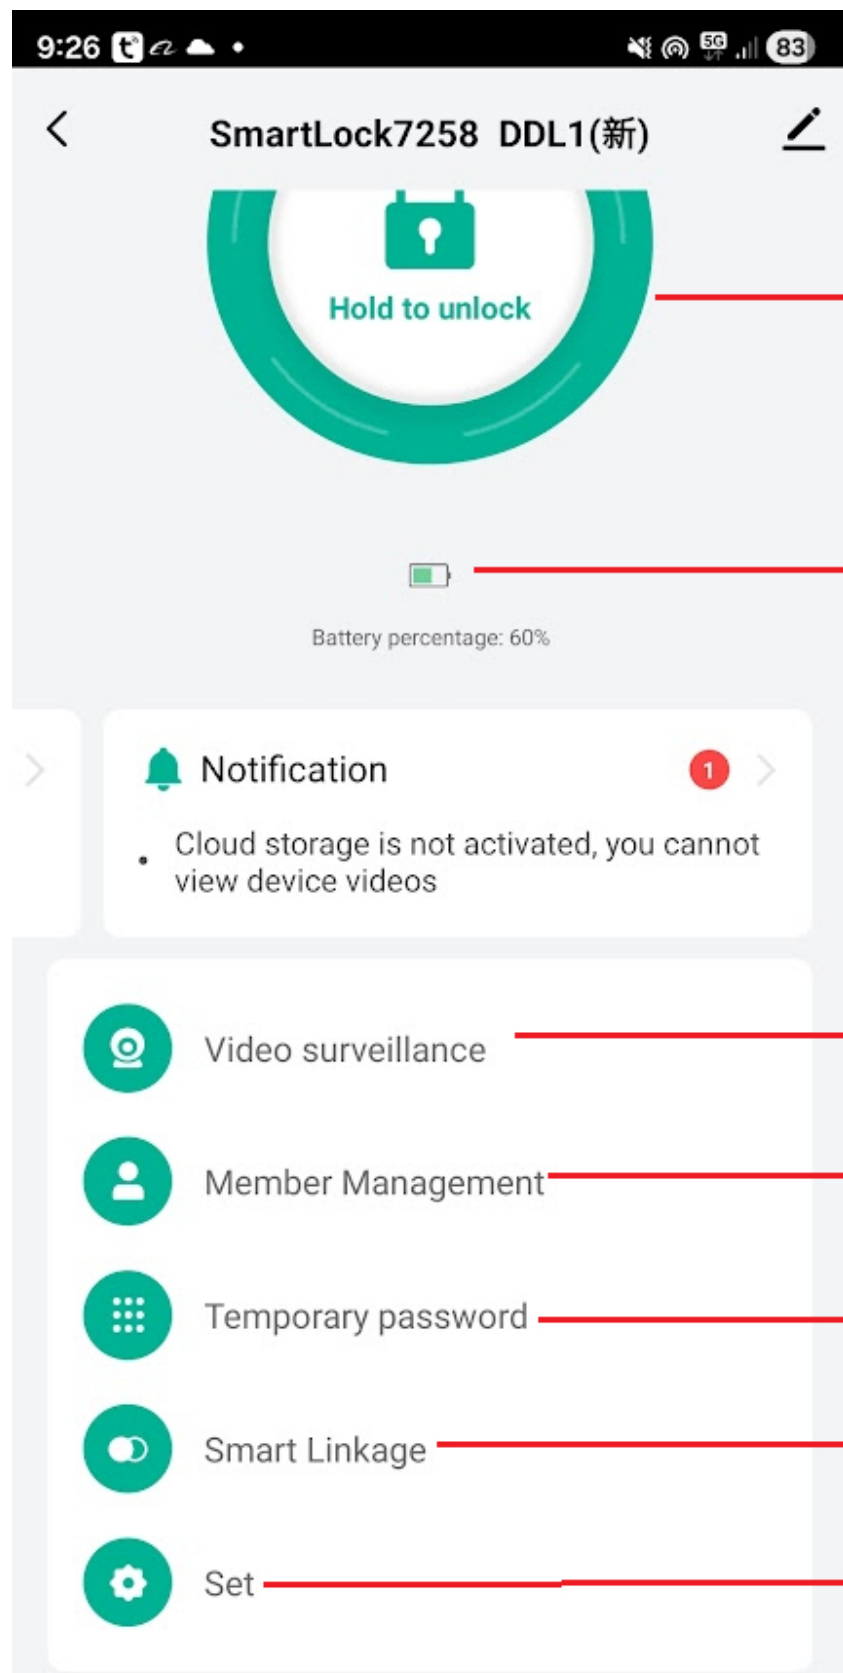 9:26
5G
83
SmartLock7258 DDL1(新)
Hold to unlock
Battery percentage: 60%
Notification
1
Cloud storage is not activated, you cannot
view device videos
Video surveillance
Member Management
Temporary password
Smart Linkage
Set